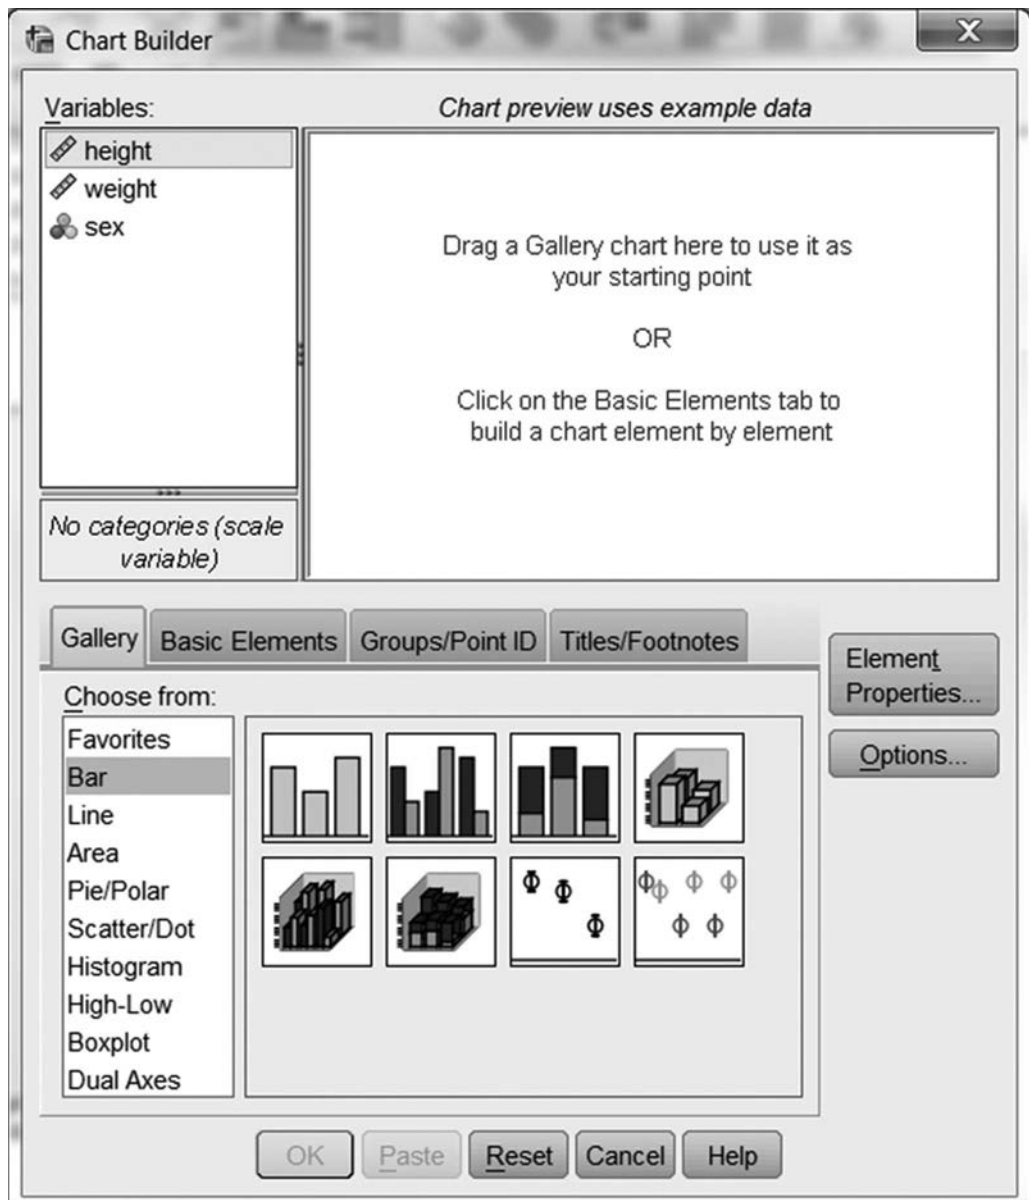 Chart Builder
Variables:
Chart preview uses example data
height
weight
sex
Drag a Gallery chart here to use it as
your starting point
OR
Click on the Basic Elements tab to
build a chart element by element
No categories (scale
variable)
Gallery
Basic Elements
Groups/Point ID
Titles/Footnotes
Element
Properties...
Options...
Choose from:
Favorites
Bar
Line
Area
Pie/Polar
Scatter/Dot
Histogram
High-Low
Boxplot
Dual Axes
OK
Paste
Reset
Cancel
Help